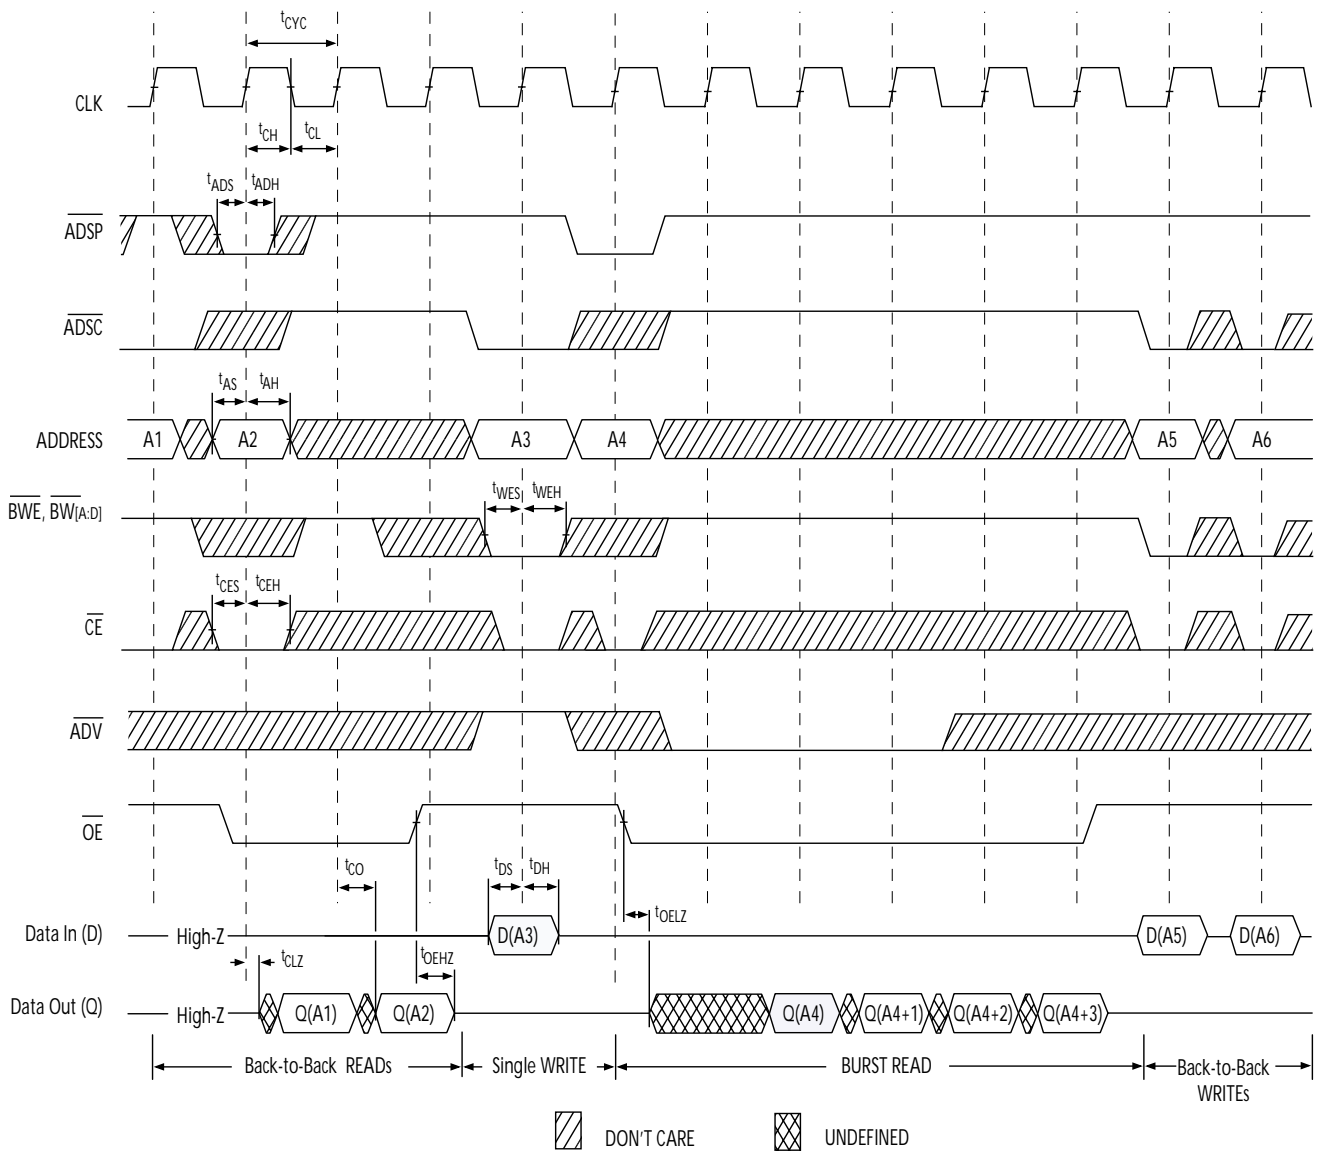 tCYC
CLK
tCH tCL
tADS tADH
ADSP
ADSC
tAS tAH
ADDRESS A1 A2 A3 A4 A5 A6
BWE, BW[A:D] tWES tWEH
tCES tCEH
CE
ADV
OE
tCO tDS tDH
tOELZ
Data In (D) High-Z D(A3) D(A5) D(A6)
tCLZ tOEHZ
Data Out (Q) High-Z Q(A1) Q(A2) Q(A4) Q(A4+1) Q(A4+2) Q(A4+3)
Back-to-Back READs Single WRITE BURST READ Back-to-Back
WRITEs
DON'T CARE UNDEFINED